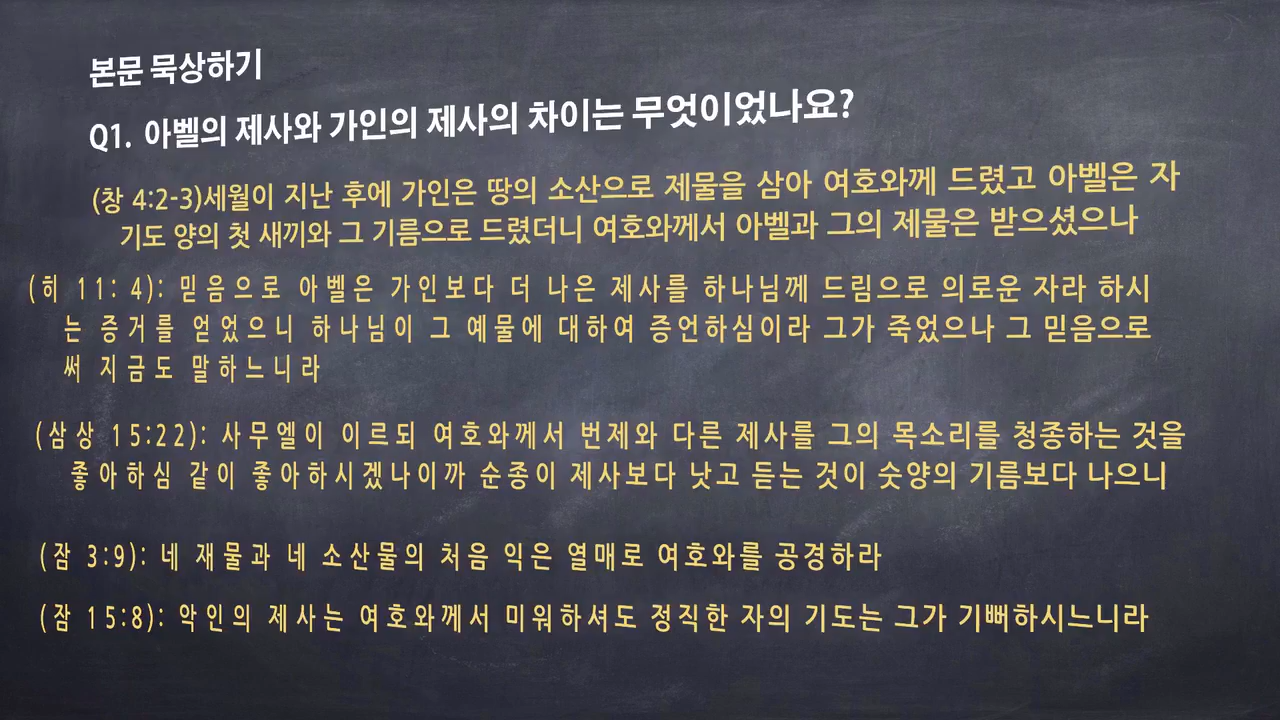 본문 묵상하기
Q1. 아벨의 제사와 가인의 제사의 차이는 무엇이었나요?
(창 4:2-3)세월이 지난 후에 가인은 땅의 소산으로 제물을 삼아 여호와께 드렸고 아벨은 자
기도 양의 첫 새끼와 그 기름으로 드렸더니 여호와께서 아벨과 그의 제물은 받으셨으나
(히 11: 4): 믿음으로 아벨은 가인보다 더 나은 제사를 하나님께 드림으로 의로운 자라 하시
는 증거를 얻었으니 하나님이 그 예물에 대하여 증언하심이라 그가 죽었으나 그 믿음으로
써 지금도 말하느니라
(삼상 15:22): 사무엘이 이르되 여호와께서 번제와 다른 제사를 그의 목소리를 청종하는 것을
좋아하심 같이 좋아하시겠나이까 순종이 제사보다 낫고 듣는 것이 숫양의 기름보다 나으니
(잠 3:9): 네 재물과 네 소산물의 처음 익은 열매로 여호와를 공경하라
(잠 15:8): 악인의 제사는 여호와께서 미워하셔도 정직한 자의 기도는 그가 기뻐하시느니라